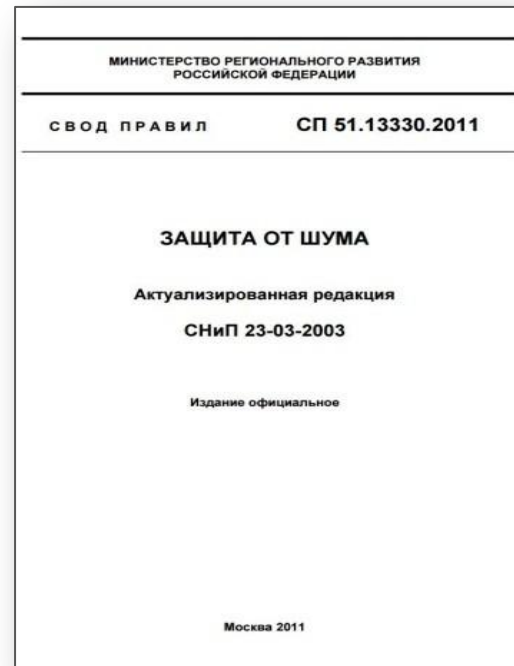 МИНИСТЕРСТВО РЕГИОНАЛЬНОГО РАЗВИТИЯ
РОССИЙСКОЙ ФЕДЕРАЦИИ
СВОД ПРАВИЛ СП 51.13330.2011
ЗАЩИТА ОТ ШУМА
Актуализированная редакция
СНиП 23-03-2003
Издание официальное
Москва 2011